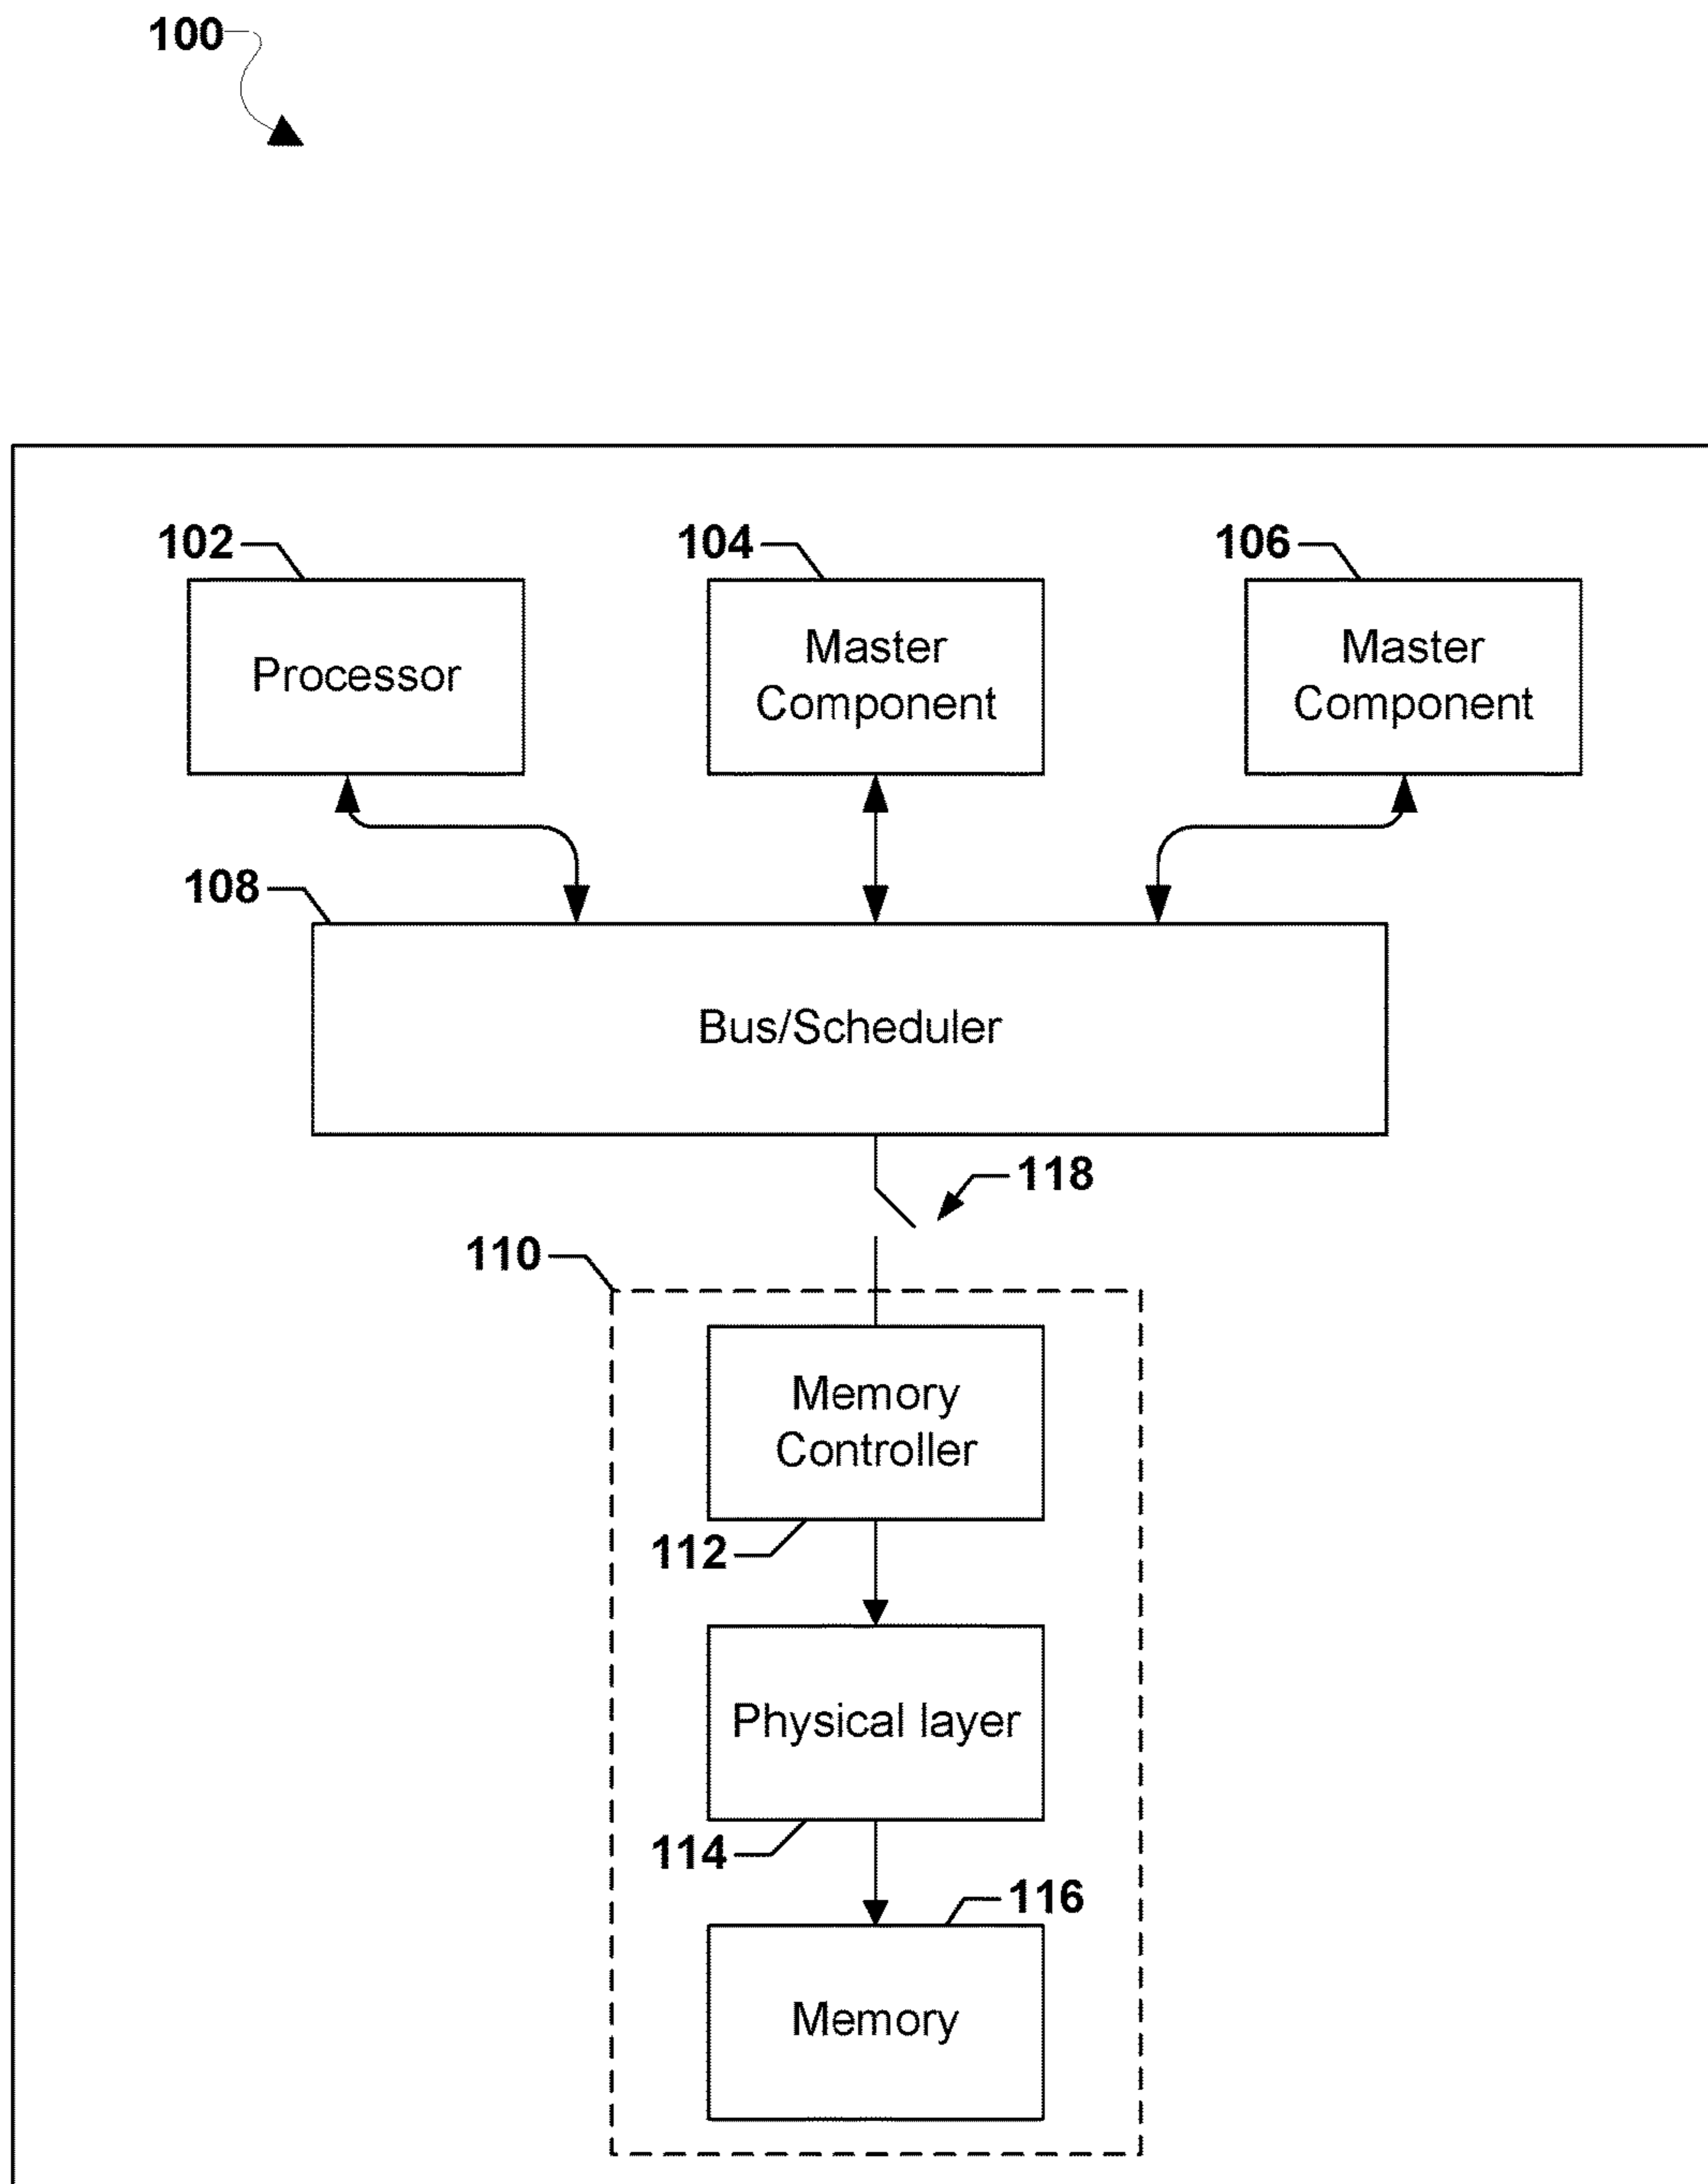 100
102
104
106
Processor
Master
Component
Master
Component
108
Bus/Scheduler
118
110
Memory
Controller
112
Physical layer
114
116
Memory